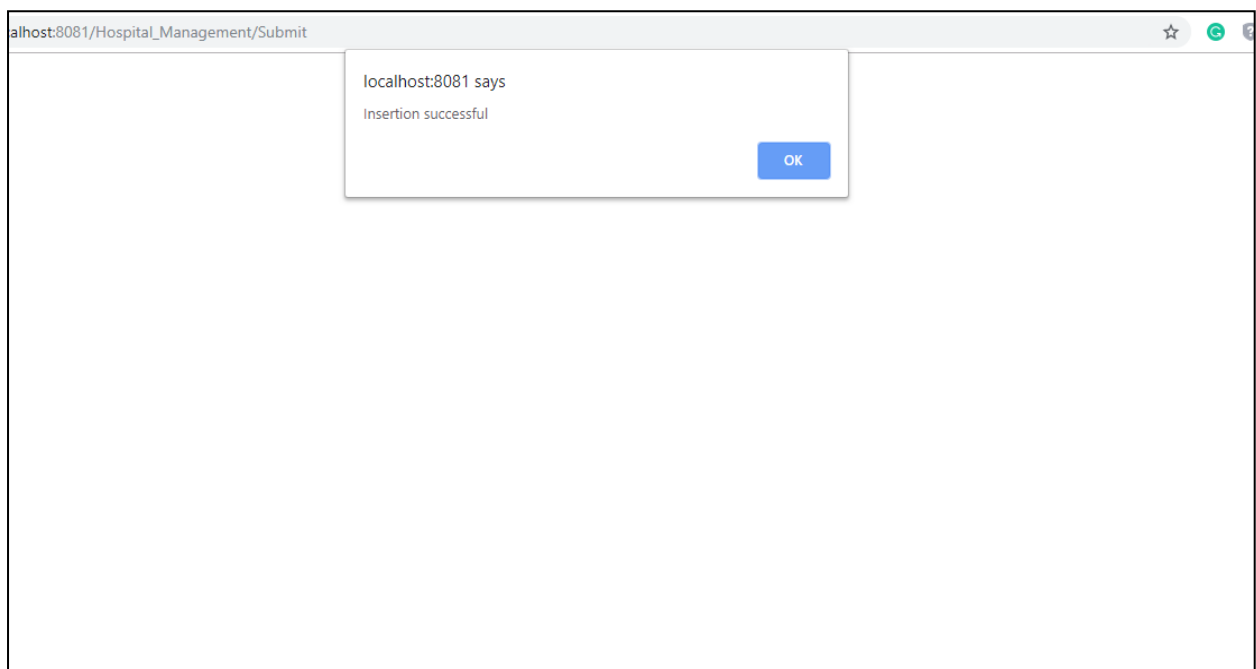 alhost:8081/Hospital_Management/Submit
localhost:8081 says
Insertion successful
OK